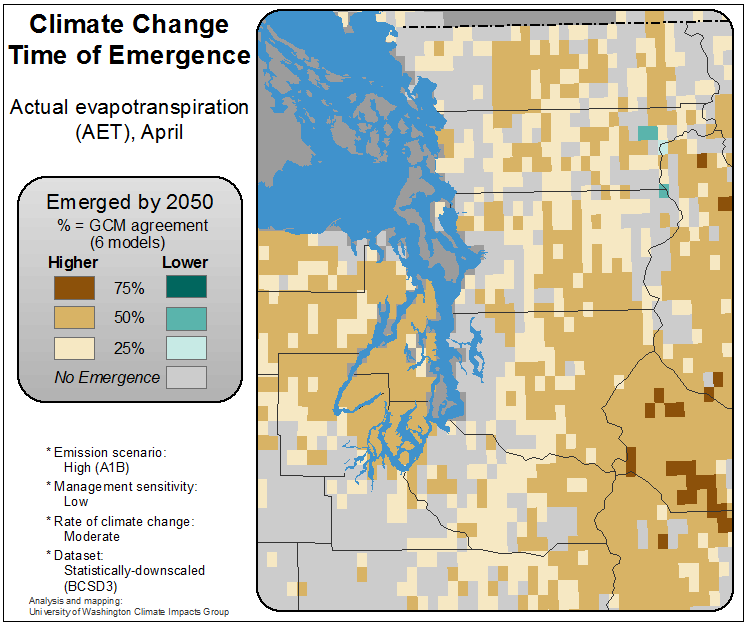 Climate Change
Time of Emergence
Actual evapotranspiration
(AET), April
Emerged by 2050
% = GCM agreement
(6 models)
Higher Lower
75%
50%
25%
No Emergence
* Emission scenario:
High (A1B)
* Management sensitivity:
Low
* Rate of climate change:
Moderate
* Dataset:
Statistically-downscaled
(BCSD3)
Analysis and mapping:
University of Washington Climate Impacts Group